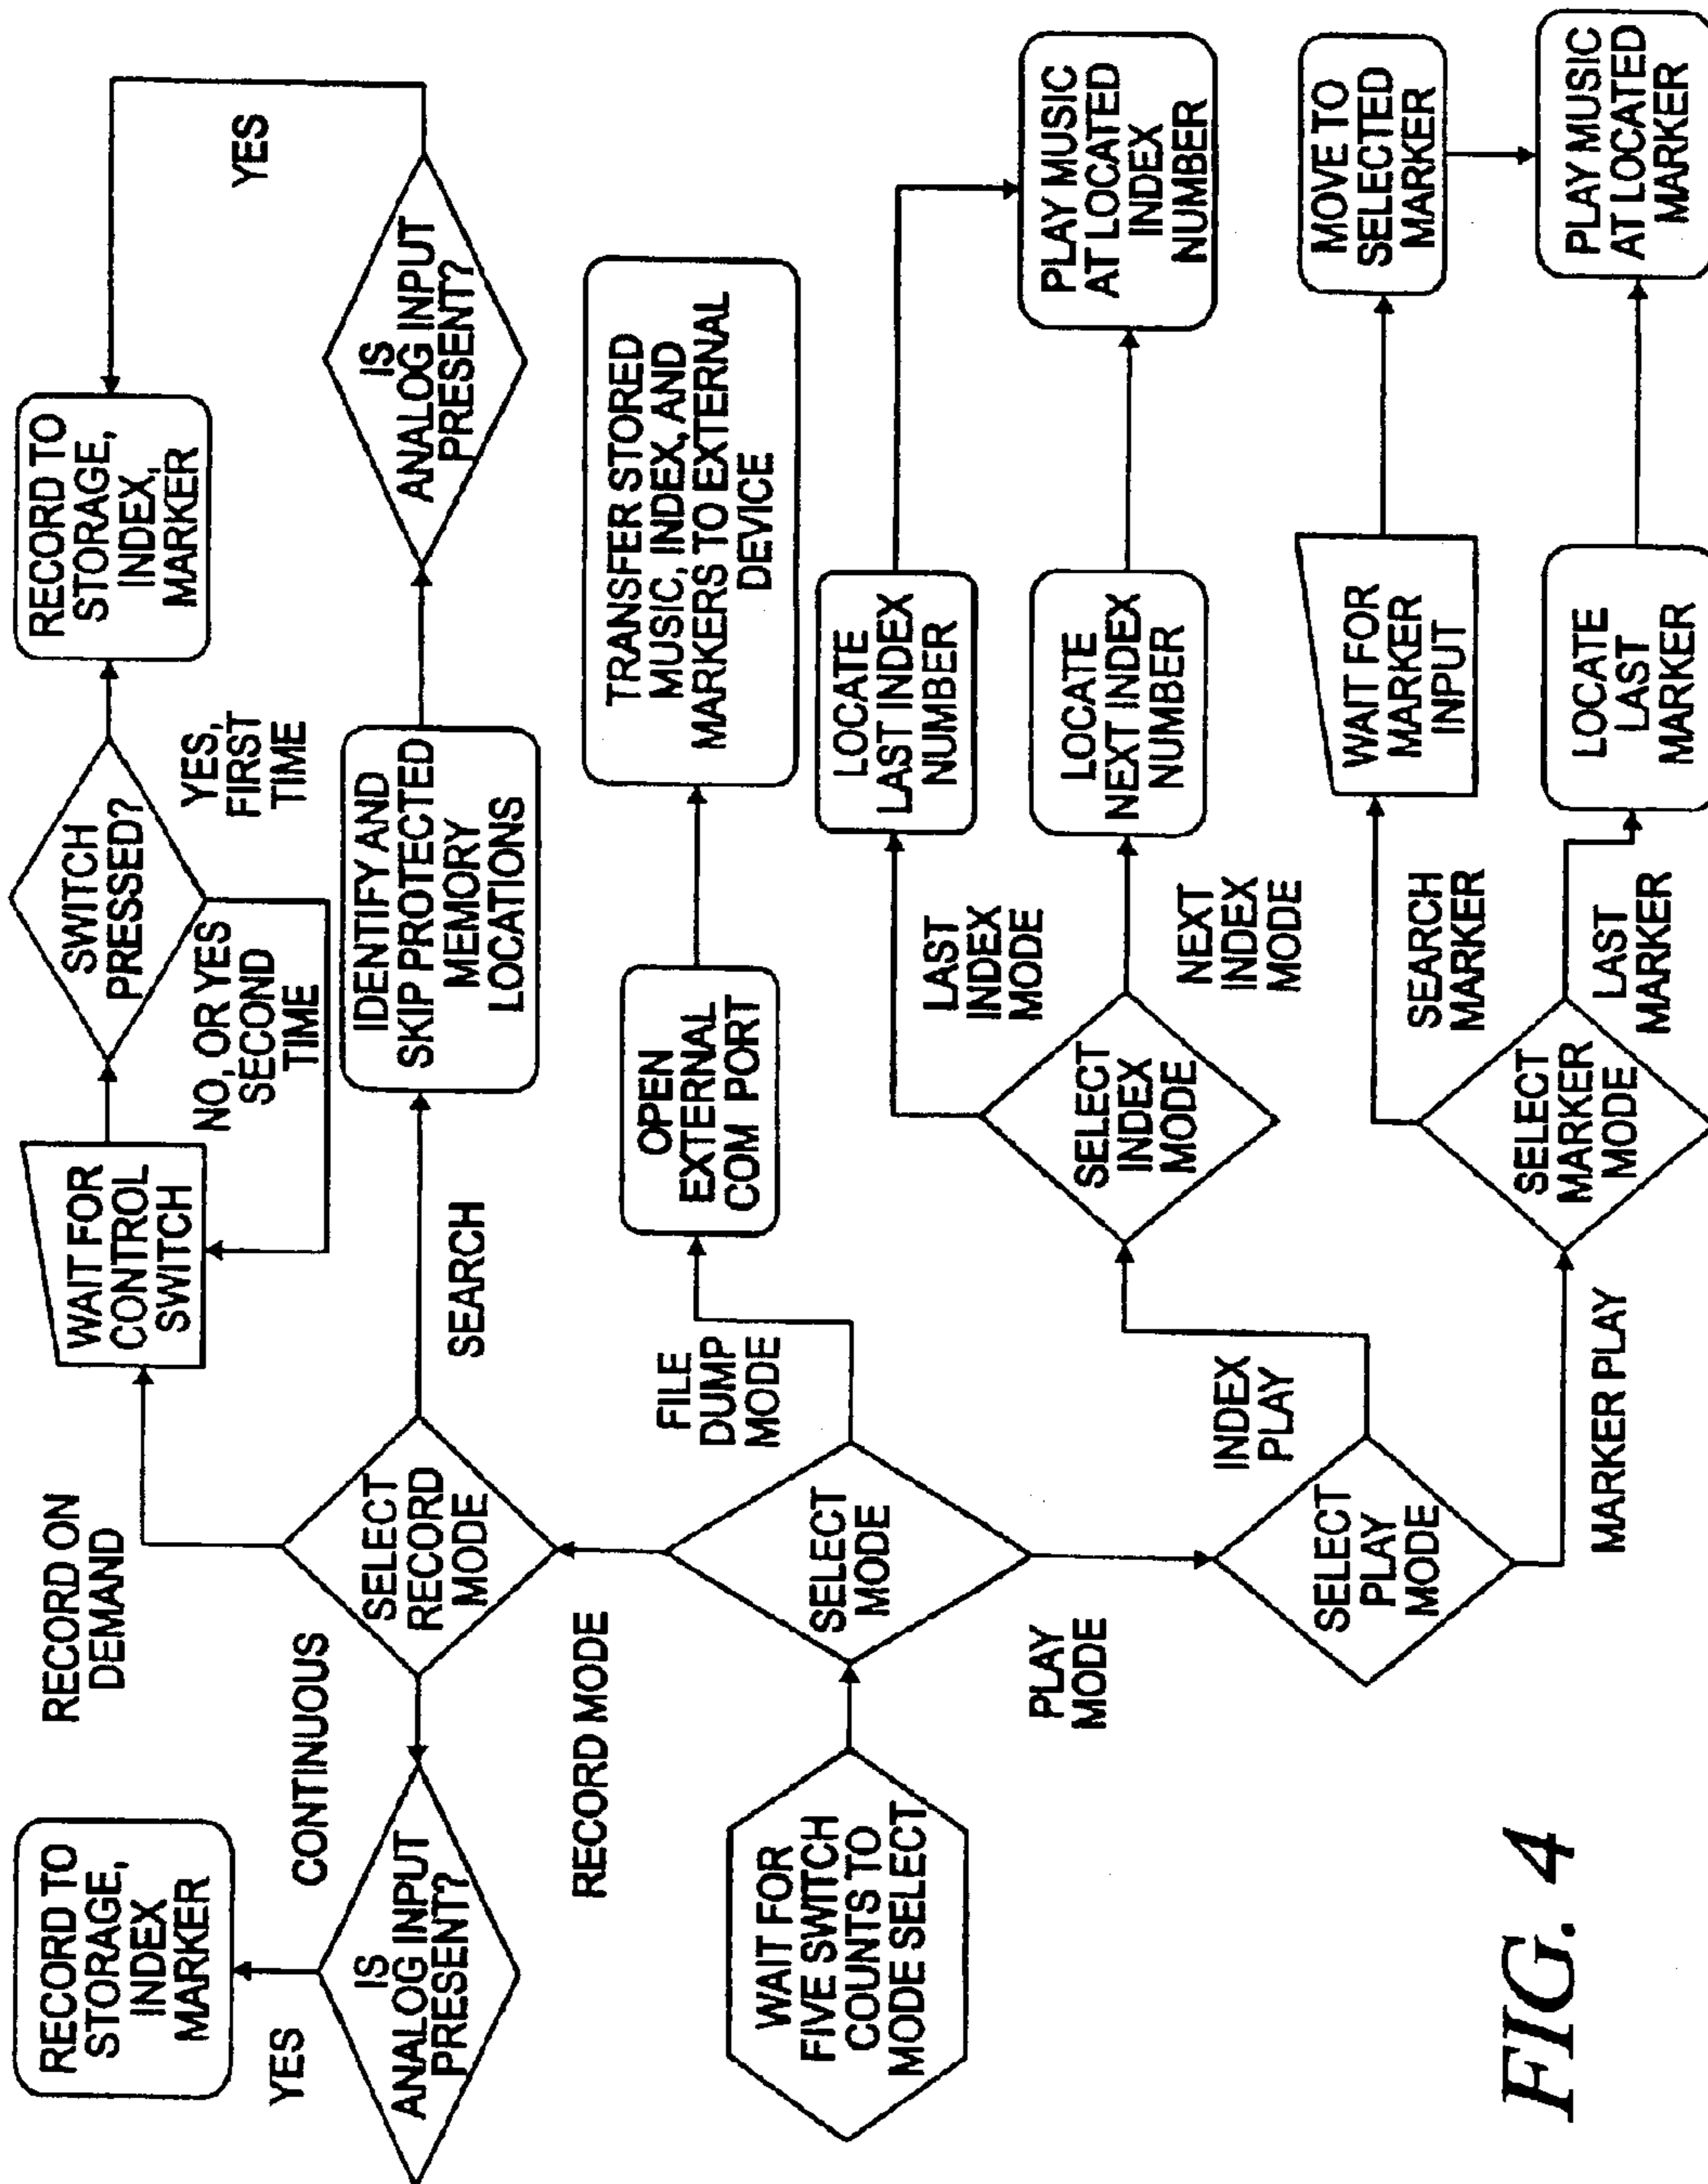 RECORD TO
STORAGE,
INDEX
MARKER
YES
IS
ANALOG INPUT
PRESENT?
CONTINUOUS
RECORD ON
DEMAND
SELECT
RECORD
MODE
WAIT FOR
CONTROL
SWITCH
SWITCH
PRESSED?
NO, OR YES
SECOND
TIME
YES,
FIRST
TIME
RECORD TO
STORAGE,
INDEX,
MARKER
SEARCH
IDENTIFY AND
SKIP PROTECTED
MEMORY
LOCATIONS
IS
ANALOG INPUT
PRESENT?
YES
RECORD MODE
WAIT FOR
FIVE SWITCH
COUNTS TO
MODE SELECT
SELECT
MODE
FILE
DUMP
MODE
OPEN
EXTERNAL
COM PORT
TRANSFER STORED
MUSIC, INDEX, AND
MARKERS TO EXTERNAL
DEVICE
PLAY
MODE
SELECT
PLAY
MODE
INDEX
PLAY
SELECT
INDEX
MODE
LAST
INDEX
MODE
LOCATE
LAST INDEX
NUMBER
NEXT
INDEX
MODE
LOCATE
NEXT INDEX
NUMBER
PLAY MUSIC
AT LOCATED
INDEX
NUMBER
MARKER PLAY
SELECT
MARKER
MODE
SEARCH
MARKER
WAIT FOR
MARKER
INPUT
MOVE TO
SELECTED
MARKER
LAST
MARKER
LOCATE
LAST
MARKER
PLAY MUSIC
AT LOCATED
MARKER
FIG. 4